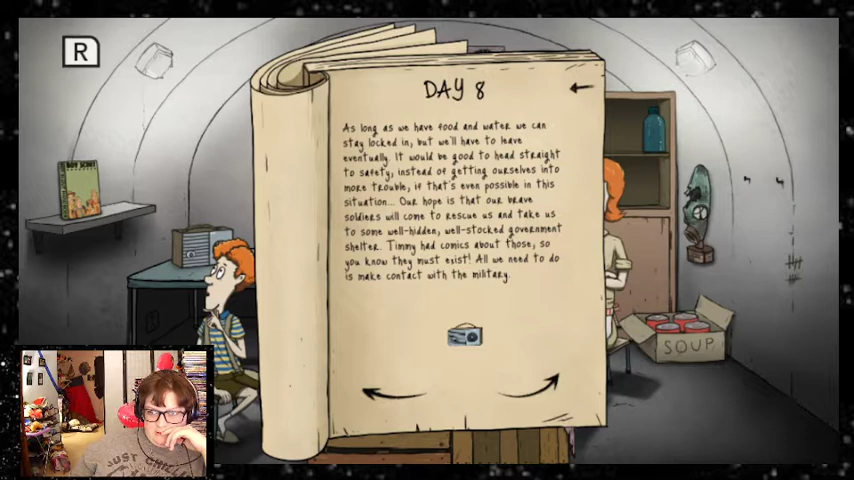 R
DAY 8
As long as we have food and water we can
stay locked in, but we'll have to leave
eventually. It would be good to head straight
to safety, instead of getting ourselves into
more trouble, if that's even possible in this
situation... Our hope is that our brave
soldiers will come to rescue us and take us
to some well-hidden, well-stocked government
shelter. Timmy had comics about those, so
you know they must exist! All we need to do
is make contact with the military.
BOY SCOUT
SOUP
JUST CHILLIN